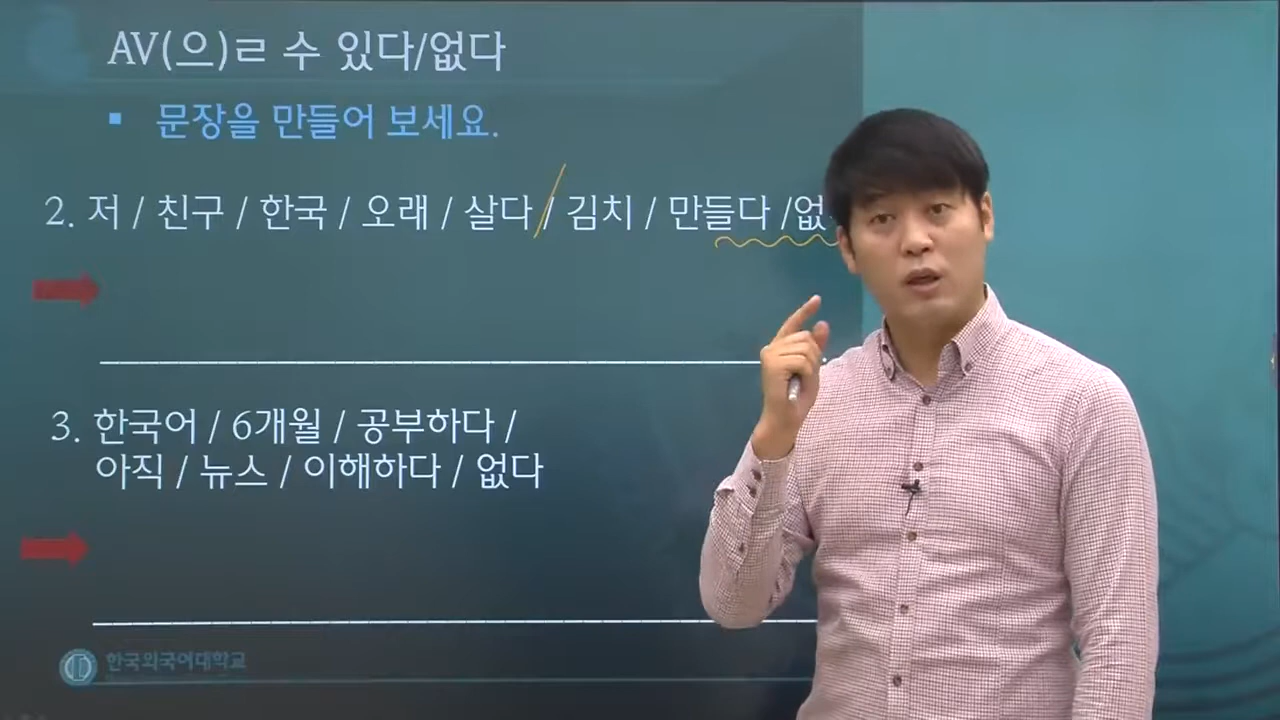 AV(으)ㄹ 수 있다/없다
▪ 문장을 만들어 보세요.
2. 저 / 친구 / 한국 / 오래 / 살다 / 김치 / 만들다 /없
3. 한국어 / 6개월 / 공부하다 /
아직 / 뉴스 / 이해하다 / 없다
한국외국어대학교